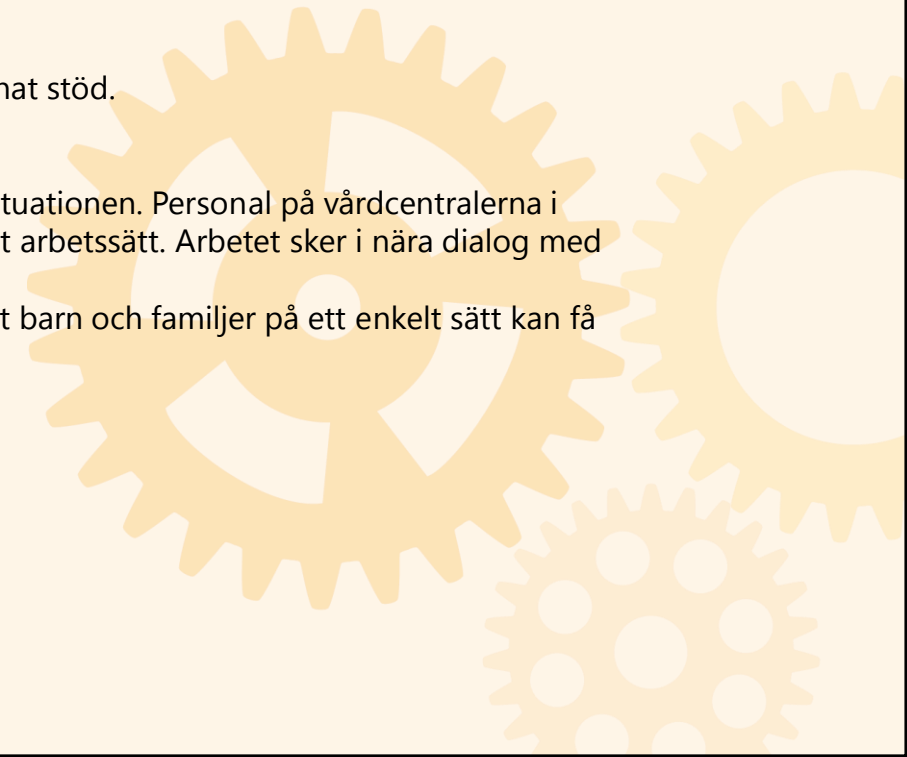 nat stöd.
tuationen. Personal på vårdcentralerna i
t arbetssätt. Arbetet sker i nära dialog med
t barn och familjer på ett enkelt sätt kan få